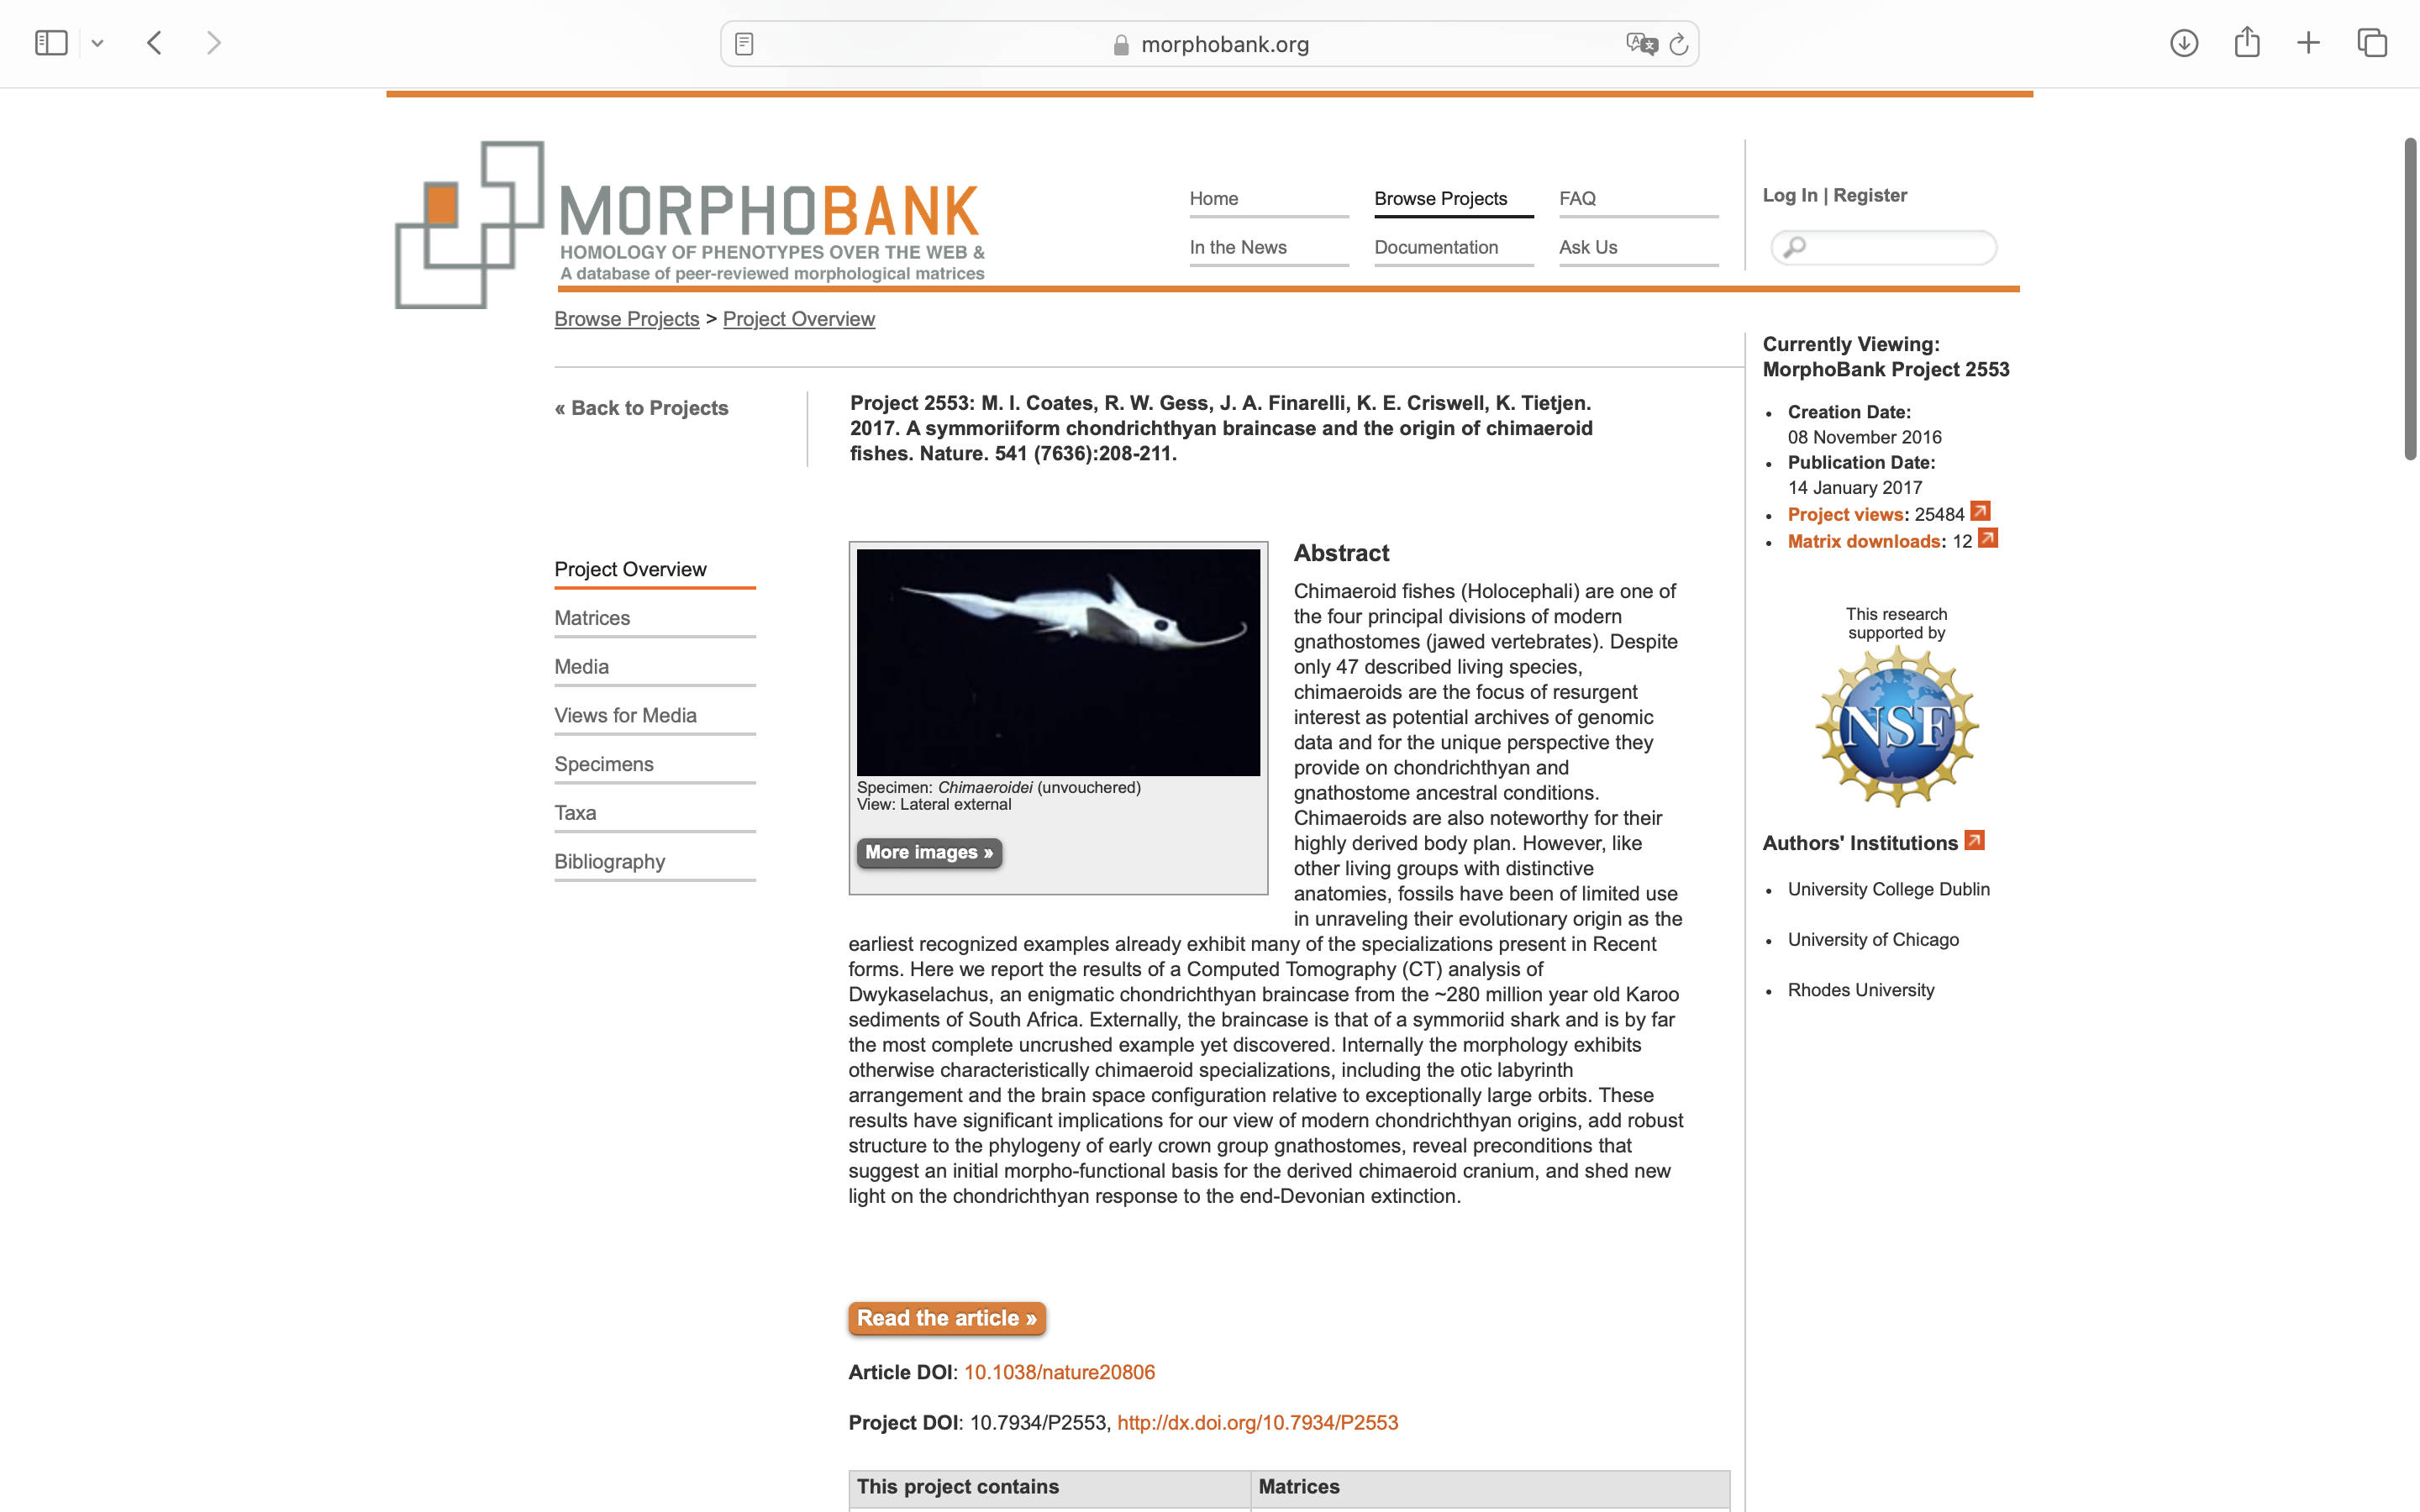 morphobank.org
MORPHOBANK
HOMOLOGY OF PHENOTYPES OVER THE WEB &
A database of peer-reviewed morphological matrices
Home
Browse Projects
FAQ
In the News
Documentation
Ask Us
Log In | Register
Browse Projects > Project Overview
« Back to Projects
Project 2553: M. I. Coates, R. W. Gess, J. A. Finarelli, K. E. Criswell, K. Tietjen.
2017. A symmoriiform chondrichthyan braincase and the origin of chimaeroid
fishes. Nature. 541 (7636):208-211.
Project Overview
Matrices
Media
Views for Media
Specimens
Taxa
Bibliography
Specimen: Chimaeroidei (unvouchered)
View: Lateral external
More images »
Abstract
Chimaeroid fishes (Holocephali) are one of
the four principal divisions of modern
gnathostomes (jawed vertebrates). Despite
only 47 described living species,
chimaeroids are the focus of resurgent
interest as potential archives of genomic
data and for the unique perspective they
provide on chondrichthyan and
gnathostome ancestral conditions.
Chimaeroids are also noteworthy for their
highly derived body plan. However, like
other living groups with distinctive
anatomies, fossils have been of limited use
in unraveling their evolutionary origin as the
earliest recognized examples already exhibit many of the specializations present in Recent
forms. Here we report the results of a Computed Tomography (CT) analysis of
Dwykaselachus, an enigmatic chondrichthyan braincase from the ~280 million year old Karoo
sediments of South Africa. Externally, the braincase is that of a symmoriid shark and is by far
the most complete uncrushed example yet discovered. Internally the morphology exhibits
otherwise characteristically chimaeroid specializations, including the otic labyrinth
arrangement and the brain space configuration relative to exceptionally large orbits. These
results have significant implications for our view of modern chondrichthyan origins, add robust
structure to the phylogeny of early crown group gnathostomes, reveal preconditions that
suggest an initial morpho-functional basis for the derived chimaeroid cranium, and shed new
light on the chondrichthyan response to the end-Devonian extinction.
Read the article »
Article DOI: 10.1038/nature20806
Project DOI: 10.7934/P2553, http://dx.doi.org/10.7934/P2553
This project contains
Matrices
Currently Viewing:
MorphoBank Project 2553
• Creation Date:
08 November 2016
• Publication Date:
14 January 2017
• Project views: 25484
• Matrix downloads: 12
This research
supported by
NSF
Authors' Institutions
• University College Dublin
• University of Chicago
• Rhodes University